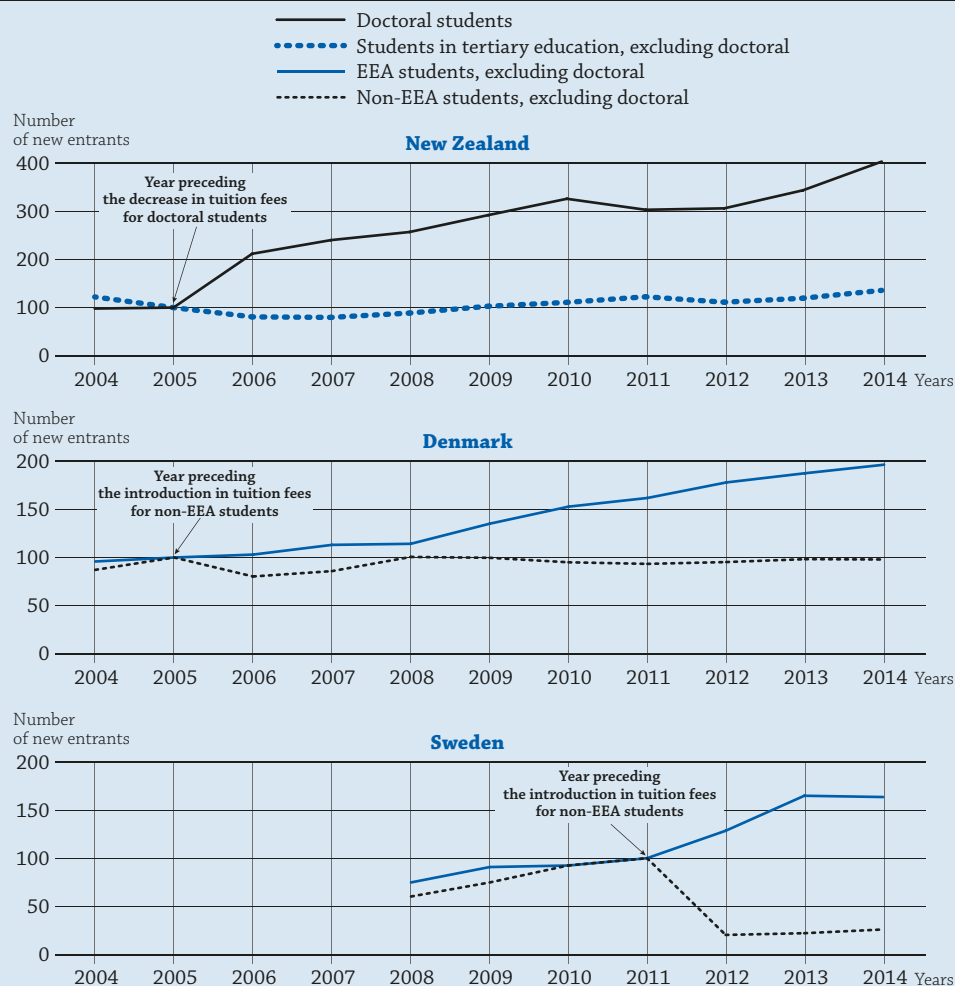 Doctoral students
Students in tertiary education, excluding doctoral
EEA students, excluding doctoral
Non-EEA students, excluding doctoral
Number
of new entrants
New Zealand
400
300
200
100
0
Year preceding
the decrease in tuition fees
for doctoral students
2004 2005 2006 2007 2008 2009 2010 2011 2012 2013 2014 Years
Number
of new entrants
Denmark
200
150
100
50
0
Year preceding
the introduction in tuition fees
for non-EEA students
2004 2005 2006 2007 2008 2009 2010 2011 2012 2013 2014 Years
Number
of new entrants
Sweden
200
150
100
50
0
Year preceding
the introduction in tuition fees
for non-EEA students
2004 2005 2006 2007 2008 2009 2010 2011 2012 2013 2014 Years